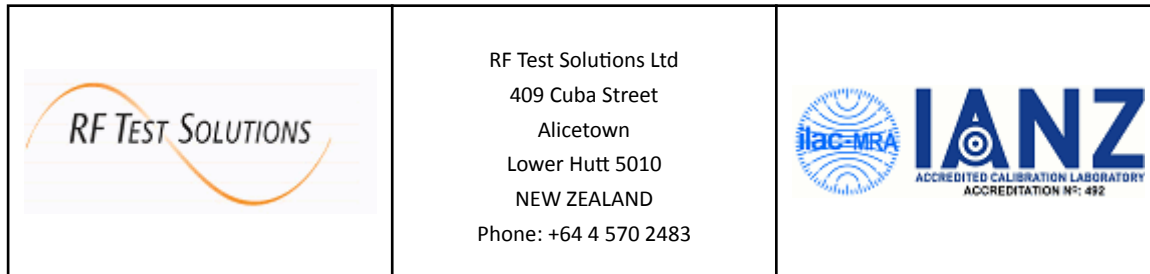 RF TEST SOLUTIONS
RF Test Solutions Ltd
409 Cuba Street
Alicetown
Lower Hutt 5010
NEW ZEALAND
Phone: +64 4 570 2483
ilac-MRA
IANZ
ACCREDITED CALIBRATION LABORATORY
ACCREDITATION Nº: 492